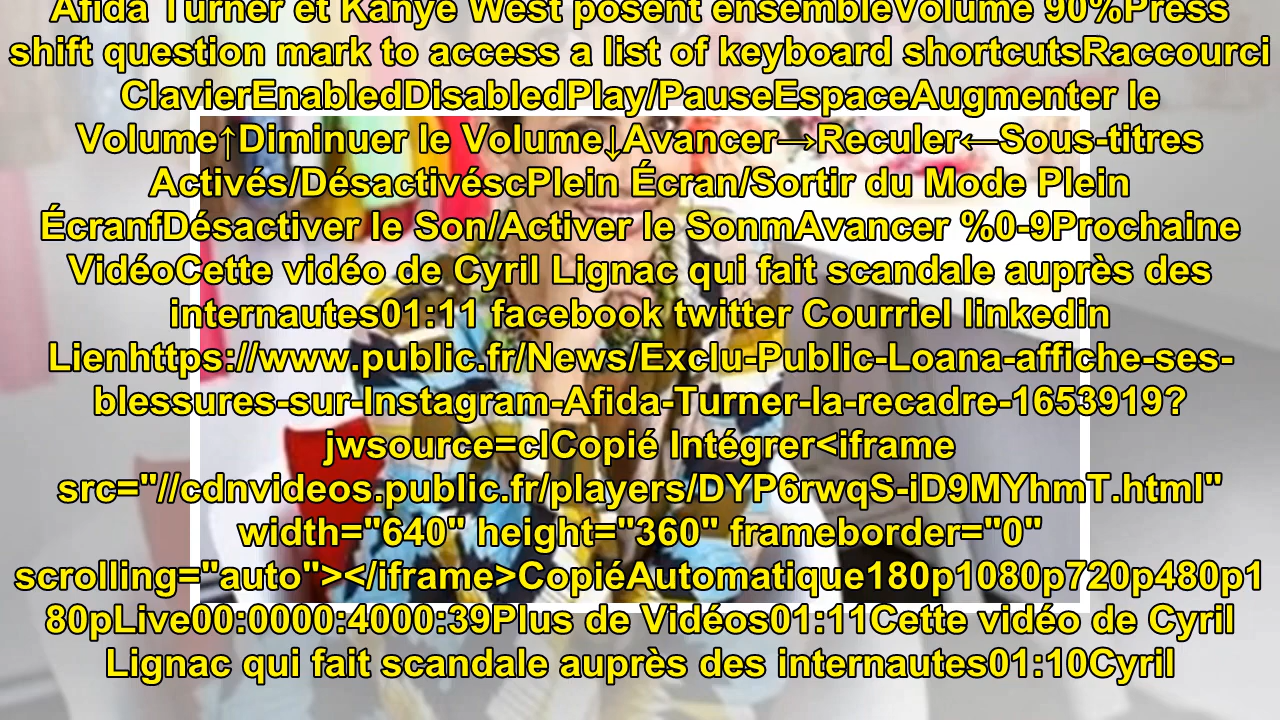 Afida Turner et Kanye West posent ensembleVolume 90%Press
shift question mark to access a list of keyboard shortcutsRaccourci
ClavierEnabledDisabledPlay/PauseEspaceAugmenter le
Volume↑Diminuer le Volume↓Avancer→Reculer←Sous-titres
Activés/DésactivéscPlein Écran/Sortir du Mode Plein
ÉcranfDésactiver le Son/Activer le SonmAvancer %0-9Prochaine
VidéoCette vidéo de Cyril Lignac qui fait scandale auprès des
internautes01:11 facebook twitter Courriel linkedin
Lienhttps://www.public.fr/News/Exclu-Public-Loana-affiche-ses-
blessures-sur-Instagram-Afida-Turner-la-recadre-1653919?
jwsource=clCopié Intégrer<iframe
src="//cdnvideos.public.fr/players/DYP6rwqS-iD9MYhmT.html"
width="640" height="360" frameborder="0"
scrolling="auto"></iframe>CopiéAutomatique180p1080p720p480p1
80pLive00:0000:4000:39Plus de Vidéos01:11Cette vidéo de Cyril
Lignac qui fait scandale auprès des internautes01:10Cyril